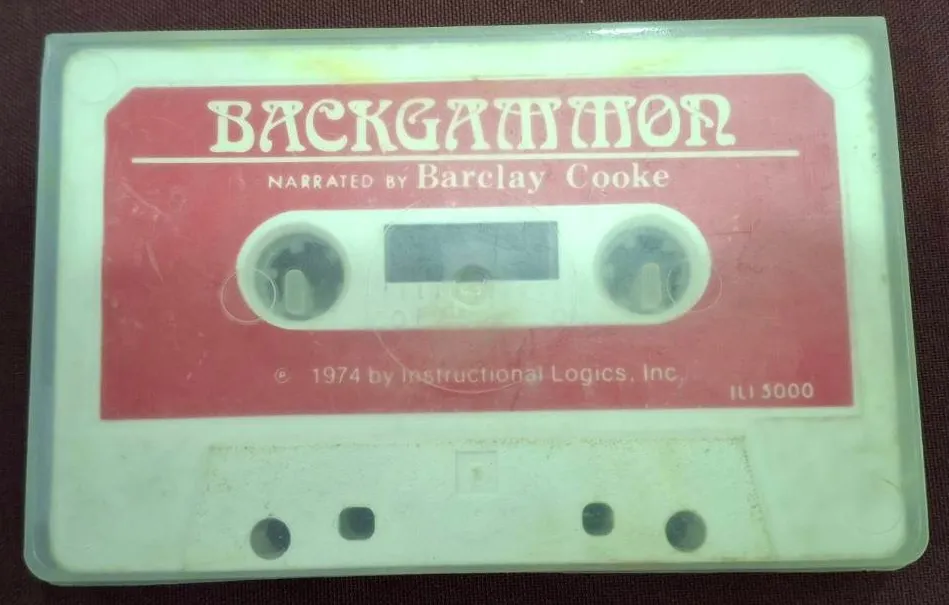 BACKGAMMON
NARRATED BY Barclay Cooke
℗ 1974 by Instructional Logics, Inc.
ILI 5000